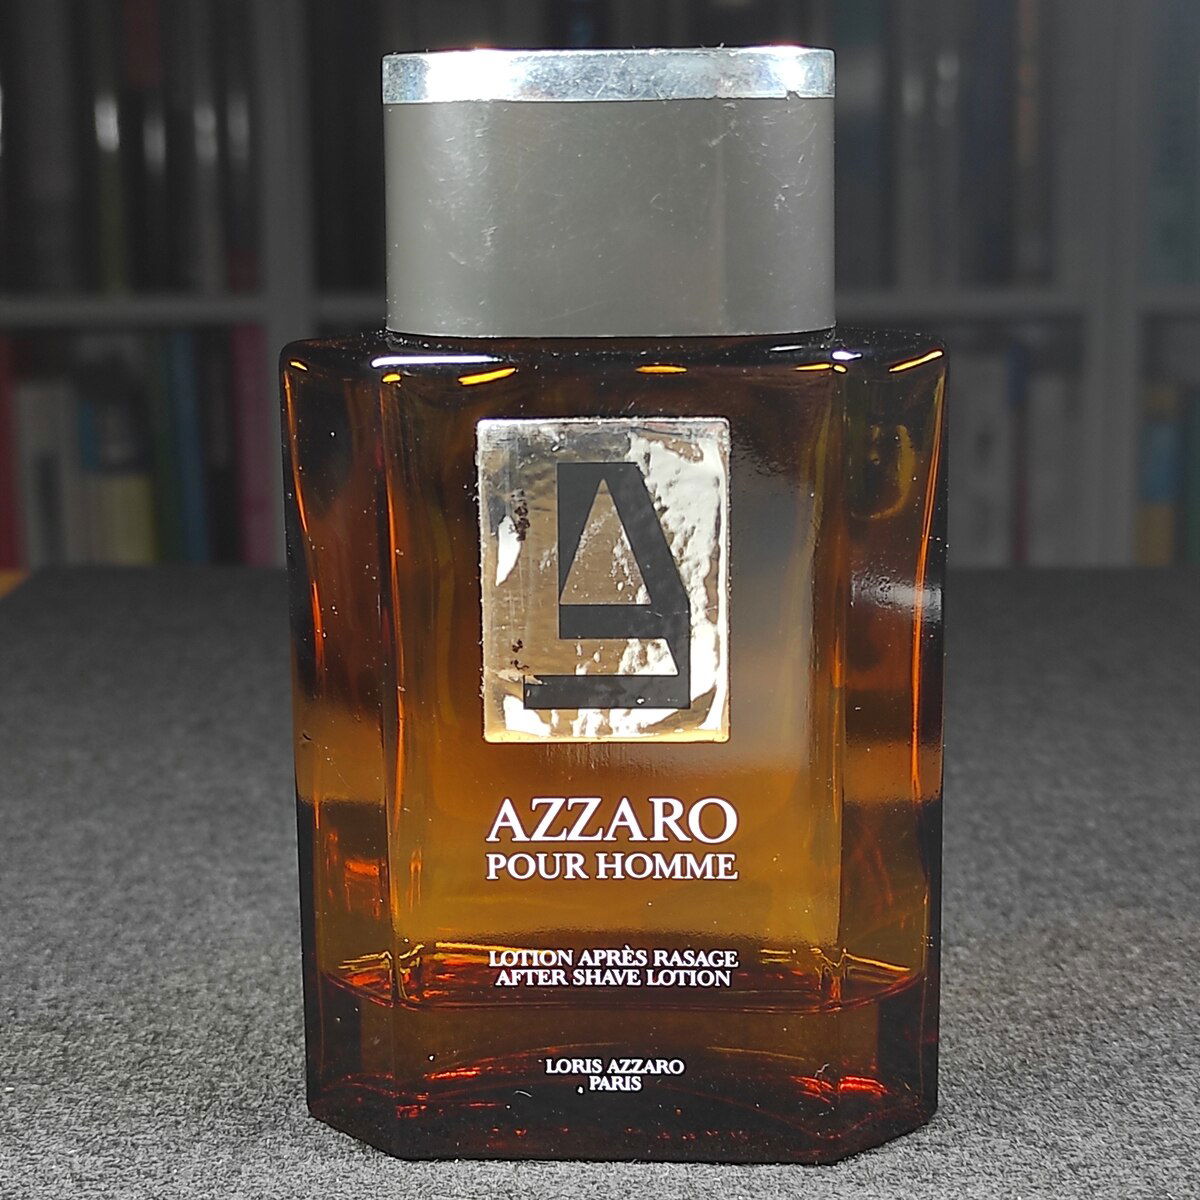 AZZARO
POUR HOMME
LOTION APRÈS RASAGE
AFTER SHAVE LOTION
LORIS AZZARO
PARIS